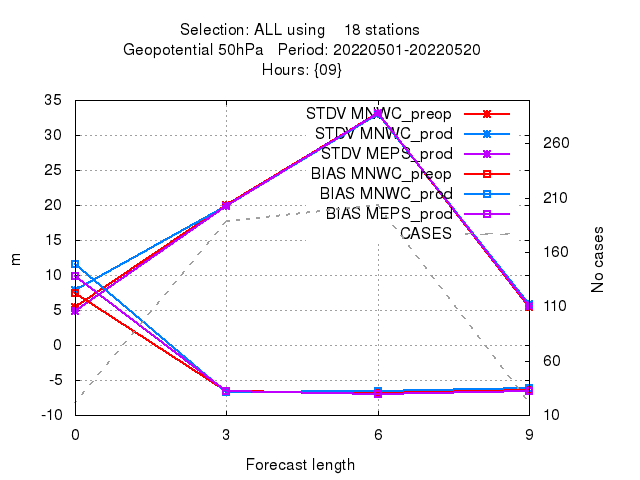 Selection: ALL using    18 stations
Geopotential 50hPa   Period: 20220501-20220520
Hours: {09}
35
30
25
20
15
10
5
0
-5
-10
m
STDV MNWC_preop
STDV MNWC_prod
STDV MEPS_prod
BIAS MNWC_preop
BIAS MNWC_prod
BIAS MEPS_prod
CASES
260
210
160
110
60
10
No cases
0 3 6 9
Forecast length